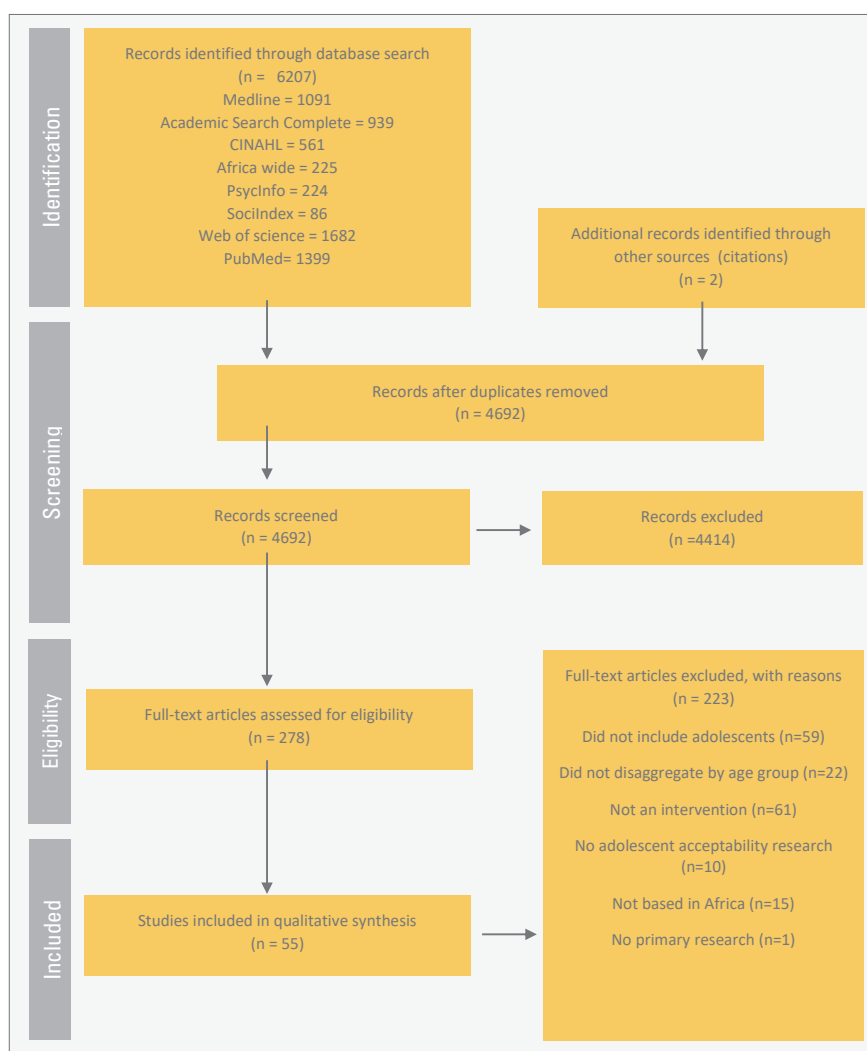 Identification
Records identified through database search
(n = 6207)
Medline = 1091
Academic Search Complete = 939
CINAHL = 561
Africa wide = 225
PsycInfo = 224
SociIndex = 86
Web of science = 1682
PubMed= 1399
Additional records identified through
other sources (citations)
(n = 2)
Screening
Records after duplicates removed
(n = 4692)
Records screened
(n = 4692)
Records excluded
(n =4414)
Eligibility
Full-text articles assessed for eligibility
(n = 278)
Full-text articles excluded, with reasons
(n = 223)
Did not include adolescents (n=59)
Did not disaggregate by age group (n=22)
Not an intervention (n=61)
No adolescent acceptability research
(n=10)
Not based in Africa (n=15)
No primary research (n=1)
Included
Studies included in qualitative synthesis
(n = 55)